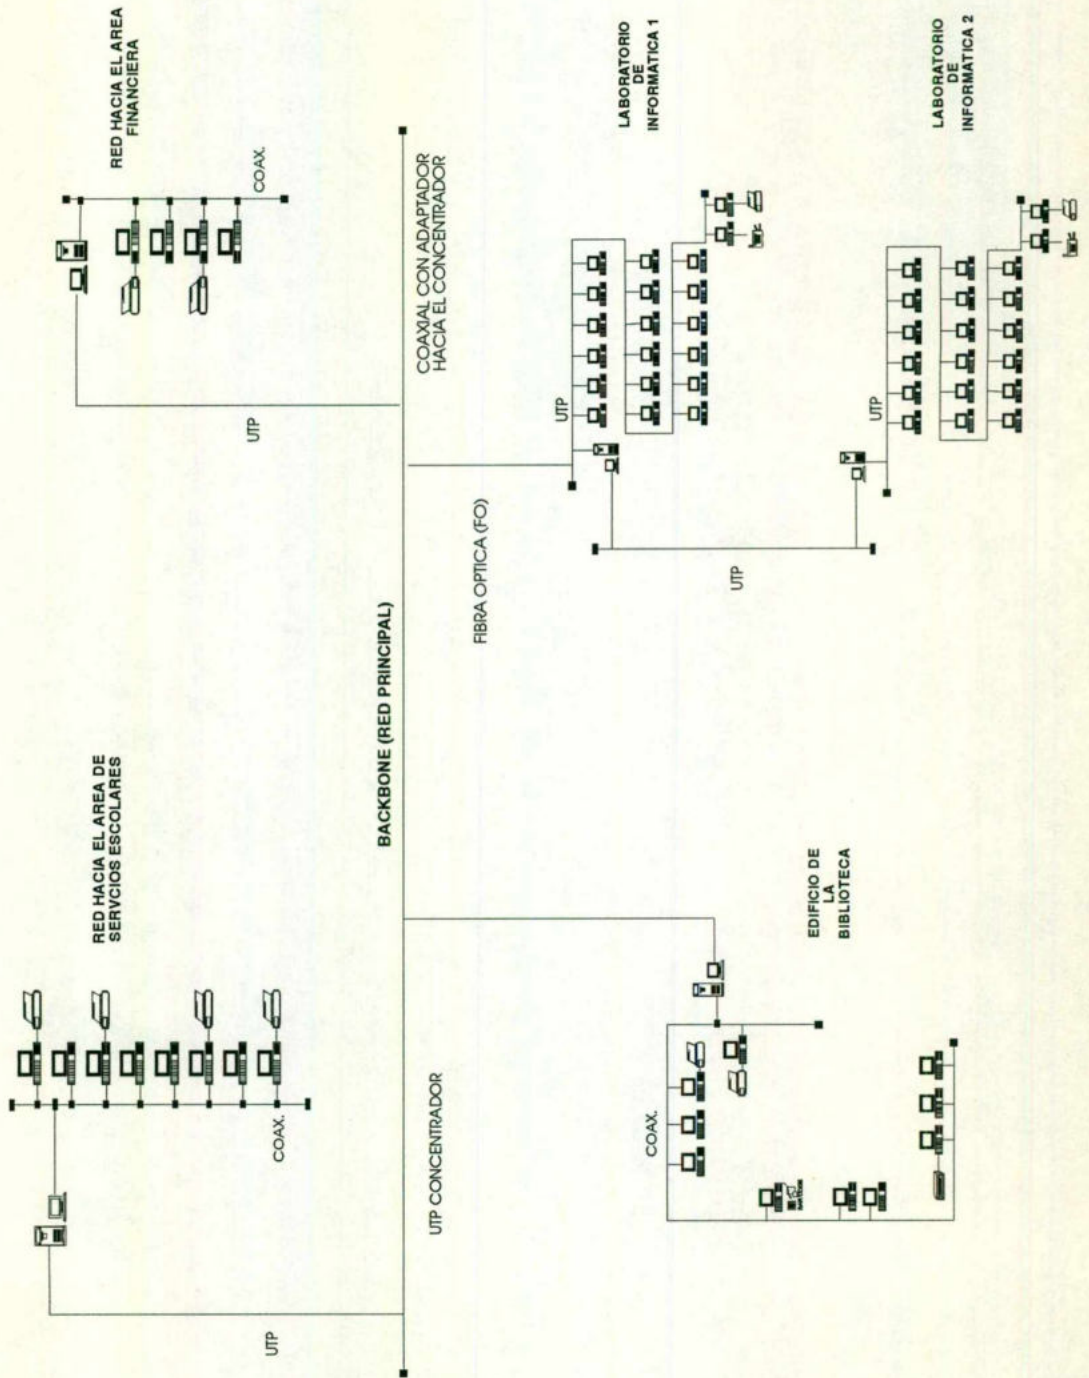 RED HACIA EL AREA DE
SERVCIOS ESCOLARES
RED HACIA EL AREA
FINANCIERA
COAX.
COAX.
UTP
UTP
BACKBONE (RED PRINCIPAL)
UTP CONCENTRADOR
COAXIAL CON ADAPTADOR
HACIA EL CONCENTRADOR
FIBRA OPTICA (FO)
UTP
LABORATORIO
DE
INFORMATICA 1
COAX.
EDIFICIO DE
LA
BIBLIOTECA
UTP
UTP
LABORATORIO
DE
INFORMATICA 2